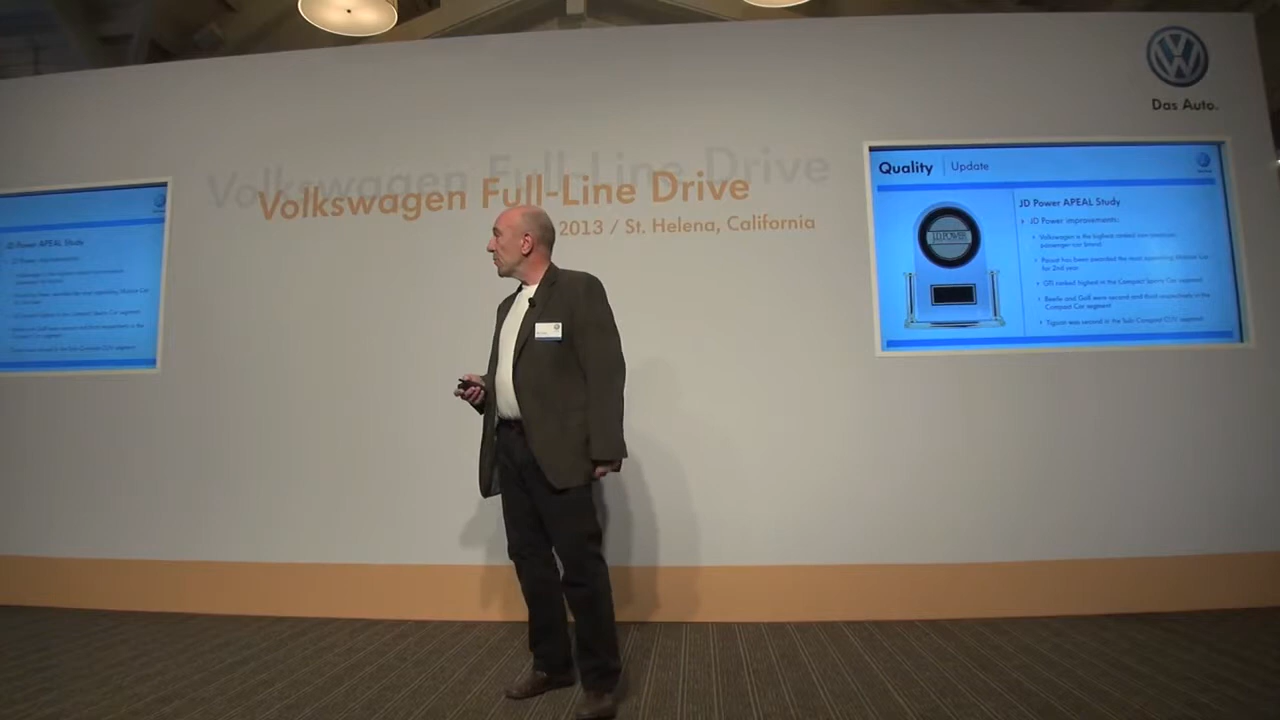 Das Auto.
Volkswagen Full-Line Drive
2013 / St. Helena, California
JD Power APEAL Study
JD Power improvements:
Quality | Update
J.D. POWER
JD Power APEAL Study
JD Power improvements:
Volkswagen is the highest ranked non-premium
passenger-car brand
Passat has been awarded the most appealing Midsize Car
for 2nd year
GTI ranked highest in the Compact Sporty Car segment
Beetle and Golf were second and third respectively in the
Compact Car segment
Tiguan was second in the Sub-Compact CUV segment